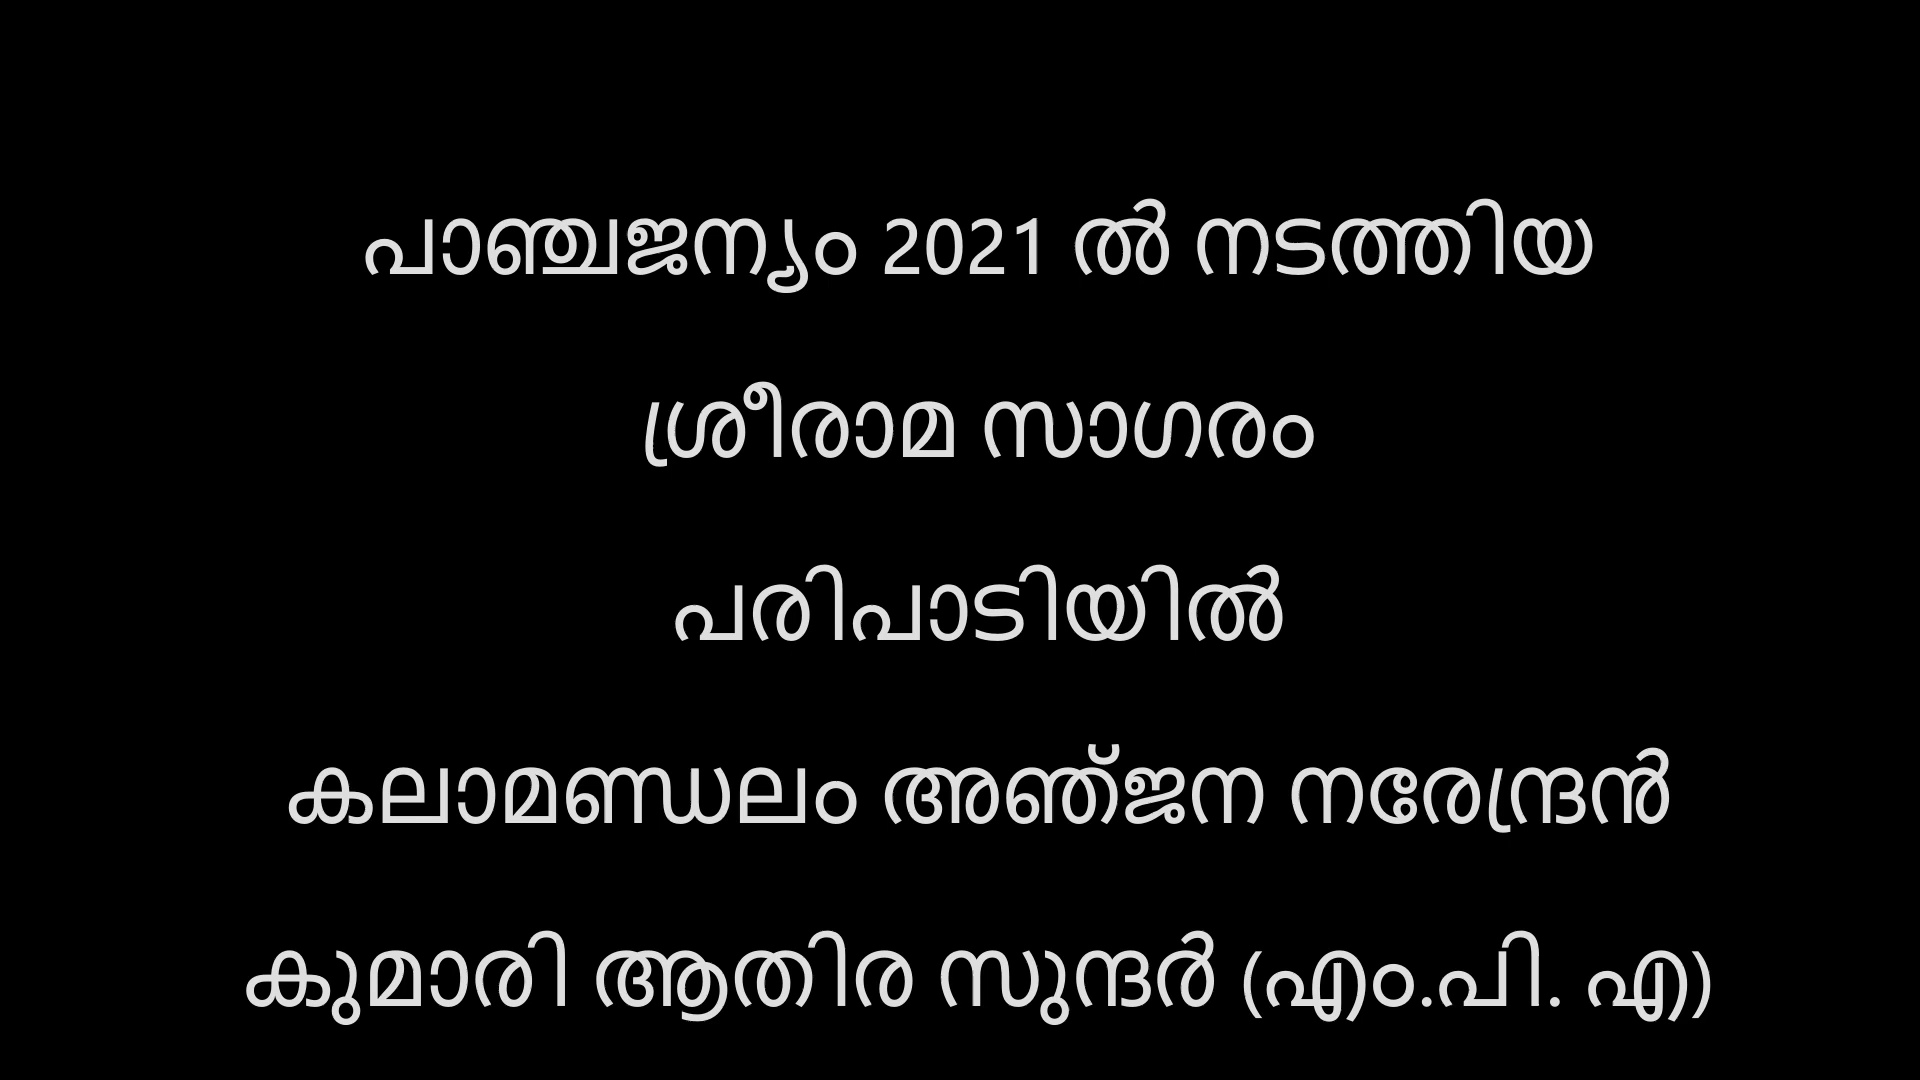 പാഞ്ചജന്യം 2021 ൽ നടത്തിയ
ശ്രീരാമ സാഗരം
പരിപാടിയിൽ
കലാമണ്ഡലം അഞ്ജന നരേന്ദ്രൻ
കുമാരി ആതിര സുന്ദർ (എം.പി. എ)